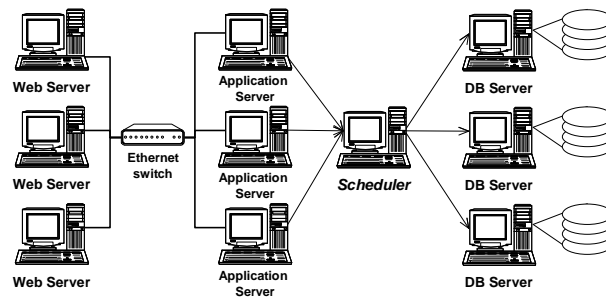 Web Server
Web Server
Web Server
Ethernet
switch
Application
Server
Application
Server
Application
Server
Scheduler
DB Server
DB Server
DB Server